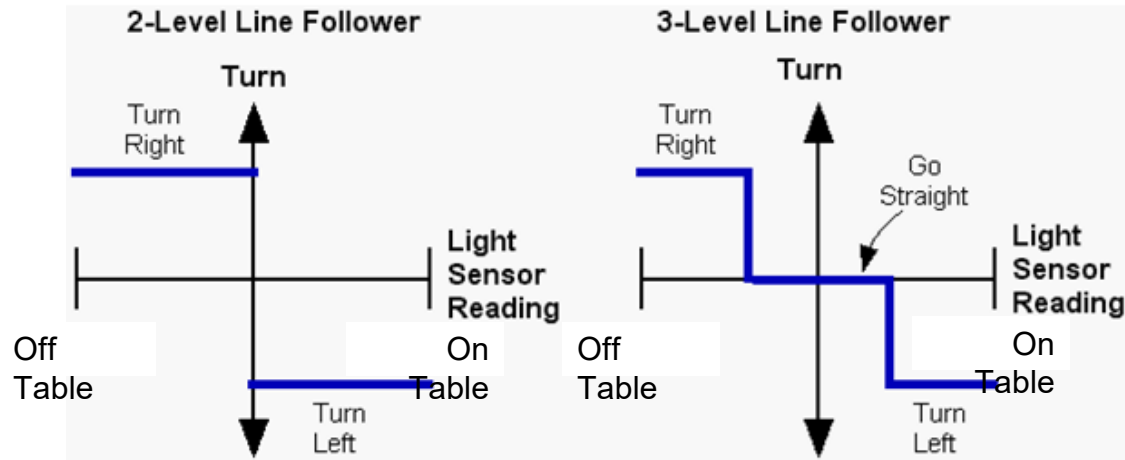 2-Level Line Follower
Turn
Turn
Right
Light
Sensor
Reading
Off
Table
On
Table
Turn
Left
3-Level Line Follower
Turn
Turn
Right
Go
Straight
Light
Sensor
Reading
Off
Table
On
Table
Turn
Left